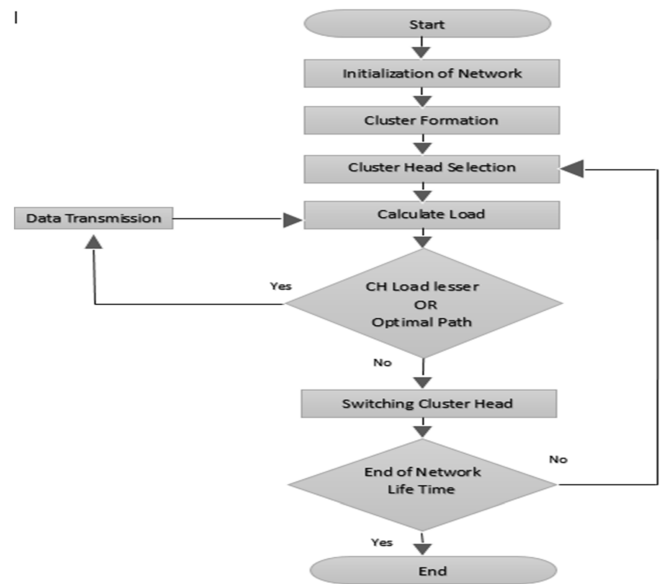 I
Start
Initialization of Network
Cluster Formation
Cluster Head Selection
Data Transmission
Calculate Load
Yes
CH Load lesser
OR
Optimal Path
No
Switching Cluster Head
End of Network
Life Time
No
Yes
End